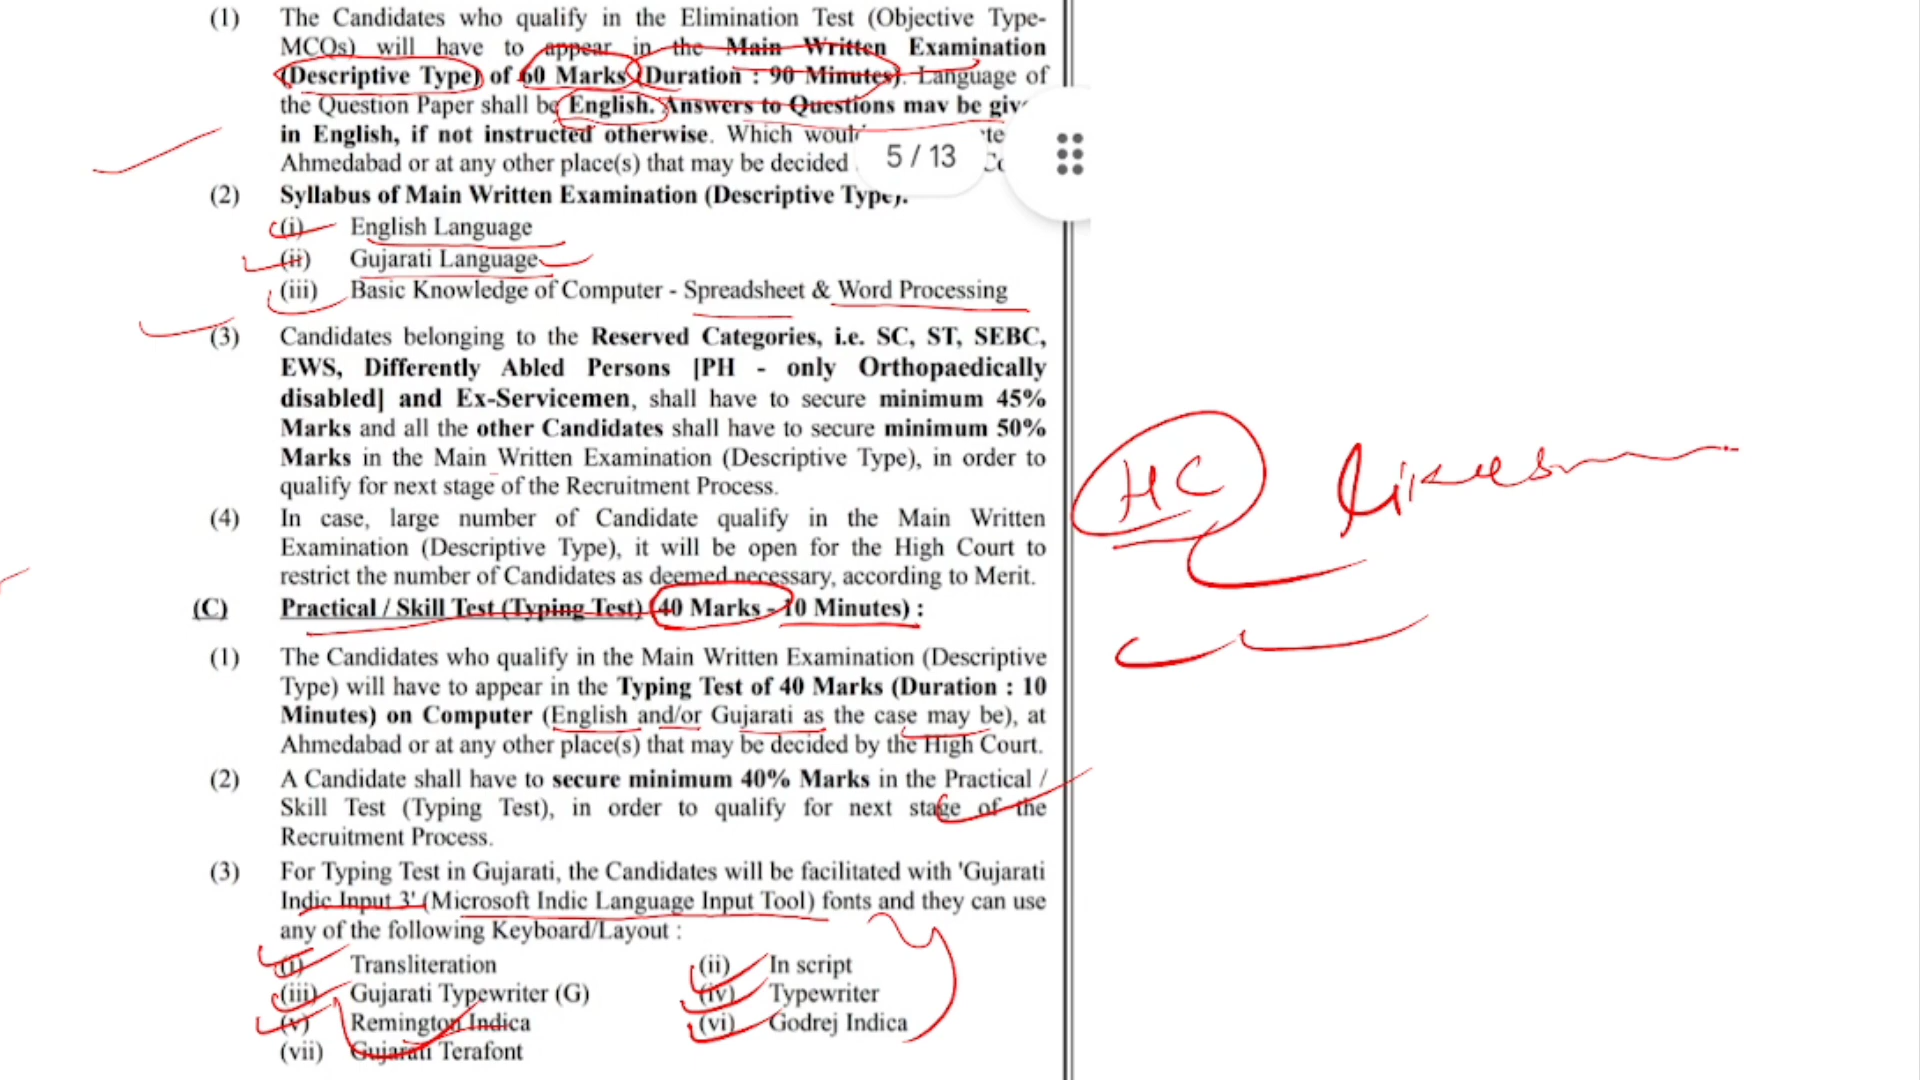 (1) The Candidates who qualify in the Elimination Test (Objective Type-
MCQs) will have to appear in the Main Written Examination
(Descriptive Type) of 60 Marks (Duration : 90 Minutes). Language of
the Question Paper shall be English. Answers to Questions may be
in English, if not instructed otherwise. Which
Ahmedabad or at any other place(s) that may be decided
5 / 13
(2) Syllabus of Main Written Examination (Descriptive Type).
(i) English Language
(ii) Gujarati Language
(iii) Basic Knowledge of Computer - Spreadsheet & Word Processing
(3) Candidates belonging to the Reserved Categories, i.e. SC, ST, SEBC,
EWS, Differently Abled Persons [PH - only Orthopaedically
disabled] and Ex-Servicemen, shall have to secure minimum 45%
Marks and all the other Candidates shall have to secure minimum 50%
Marks in the Main Written Examination (Descriptive Type), in order to
qualify for next stage of the Recruitment Process.
HC
(4) In case, large number of Candidate qualify in the Main Written
Examination (Descriptive Type), it will be open for the High Court to
restrict the number of Candidates as deemed necessary, according to Merit.
(C) Practical / Skill Test (Typing Test) (40 Marks - 10 Minutes) :
(1) The Candidates who qualify in the Main Written Examination (Descriptive
Type) will have to appear in the Typing Test of 40 Marks (Duration : 10
Minutes) on Computer (English and/or Gujarati as the case may be), at
Ahmedabad or at any other place(s) that may be decided by the High Court.
(2) A Candidate shall have to secure minimum 40% Marks in the Practical /
Skill Test (Typing Test), in order to qualify for next stage of the
Recruitment Process.
(3) For Typing Test in Gujarati, the Candidates will be facilitated with 'Gujarati
Indic Input 3' (Microsoft Indic Language Input Tool) fonts and they can use
any of the following Keyboard/Layout :
(i) Transliteration (ii) In script
(iii) Gujarati Typewriter (G) (iv) Typewriter
(v) Remington Indica (vi) Godrej Indica
(vii) Gujarati Terafont